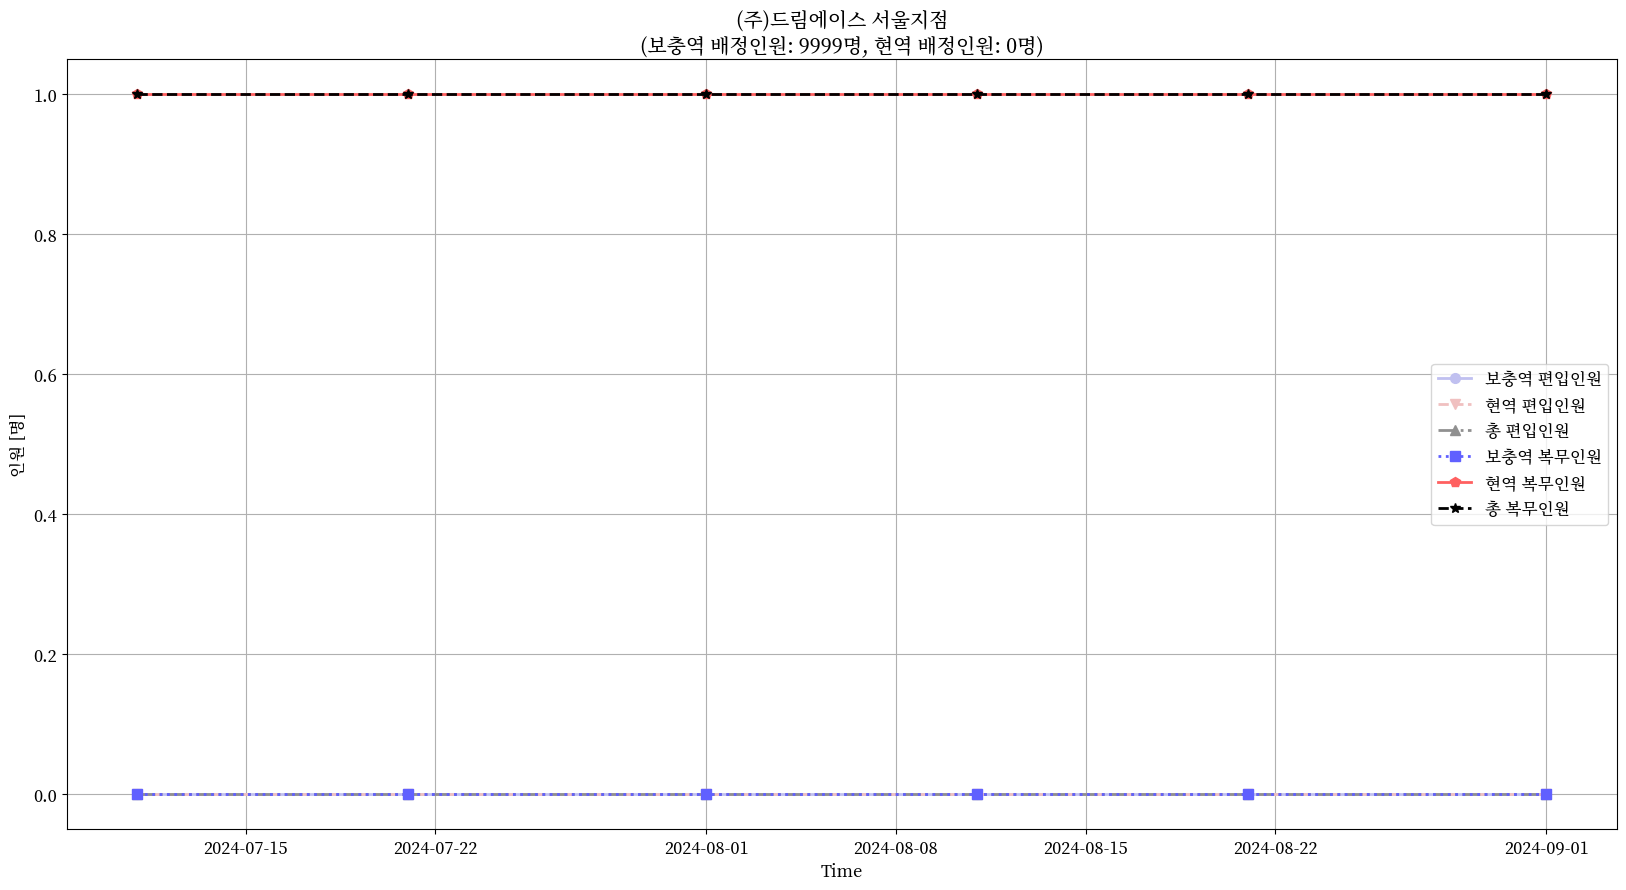 (주)드림에이스 서울지점
(보충역 배정인원: 9999명, 현역 배정인원: 0명)
인원 [명]
1.0
0.8
0.6
0.4
0.2
0.0
보충역 편입인원
현역 편입인원
총 편입인원
보충역 복무인원
현역 복무인원
총 복무인원
2024-07-15 2024-07-22 2024-08-01 2024-08-08 2024-08-15 2024-08-22 2024-09-01
Time